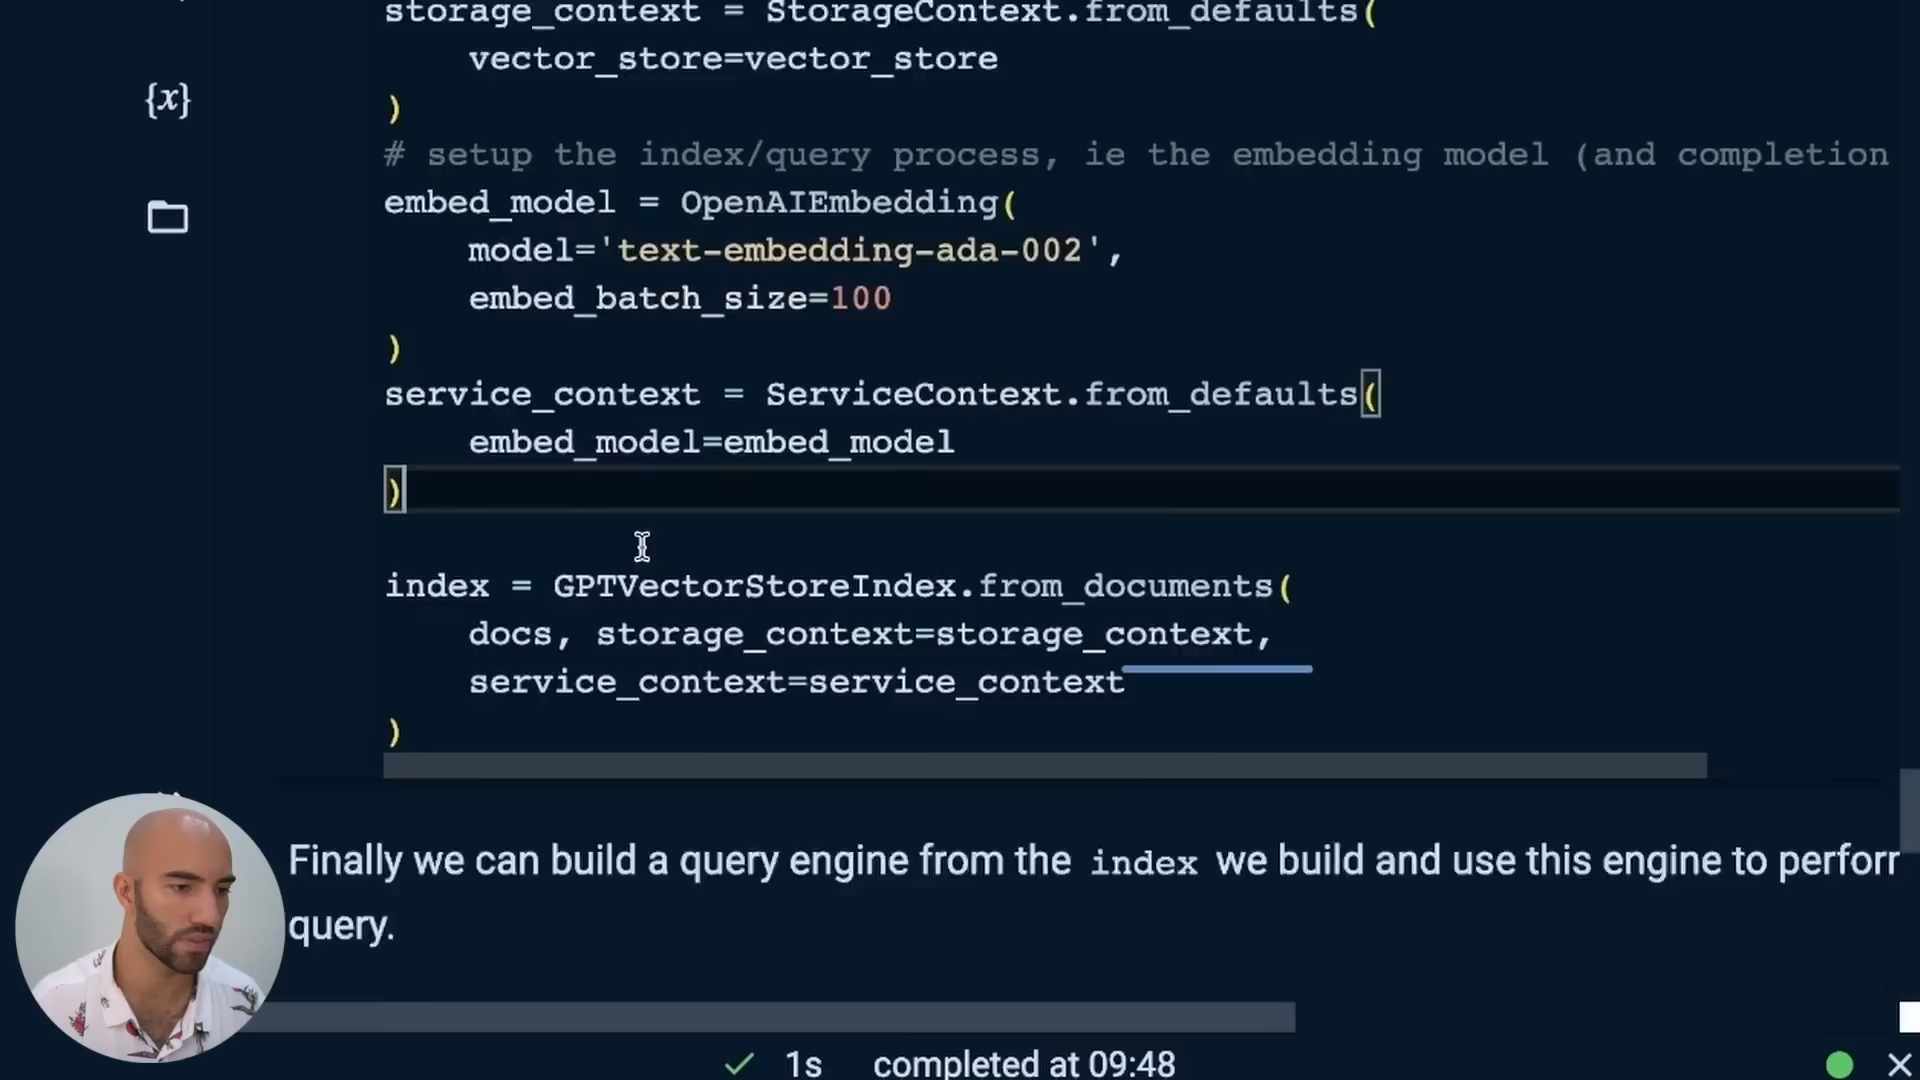 storage_context = StorageContext.from_defaults(
vector_store=vector_store
)
{x}
# setup the index/query process, ie the embedding model (and completion
embed_model = OpenAIEmbedding(
model='text-embedding-ada-002',
embed_batch_size=100
)
service_context = ServiceContext.from_defaults(
embed_model=embed_model
)
index = GPTVectorStoreIndex.from_documents(
docs, storage_context=storage_context,
service_context=service_context
)
Finally we can build a query engine from the index we build and use this engine to perforr
query.
1s completed at 09:48